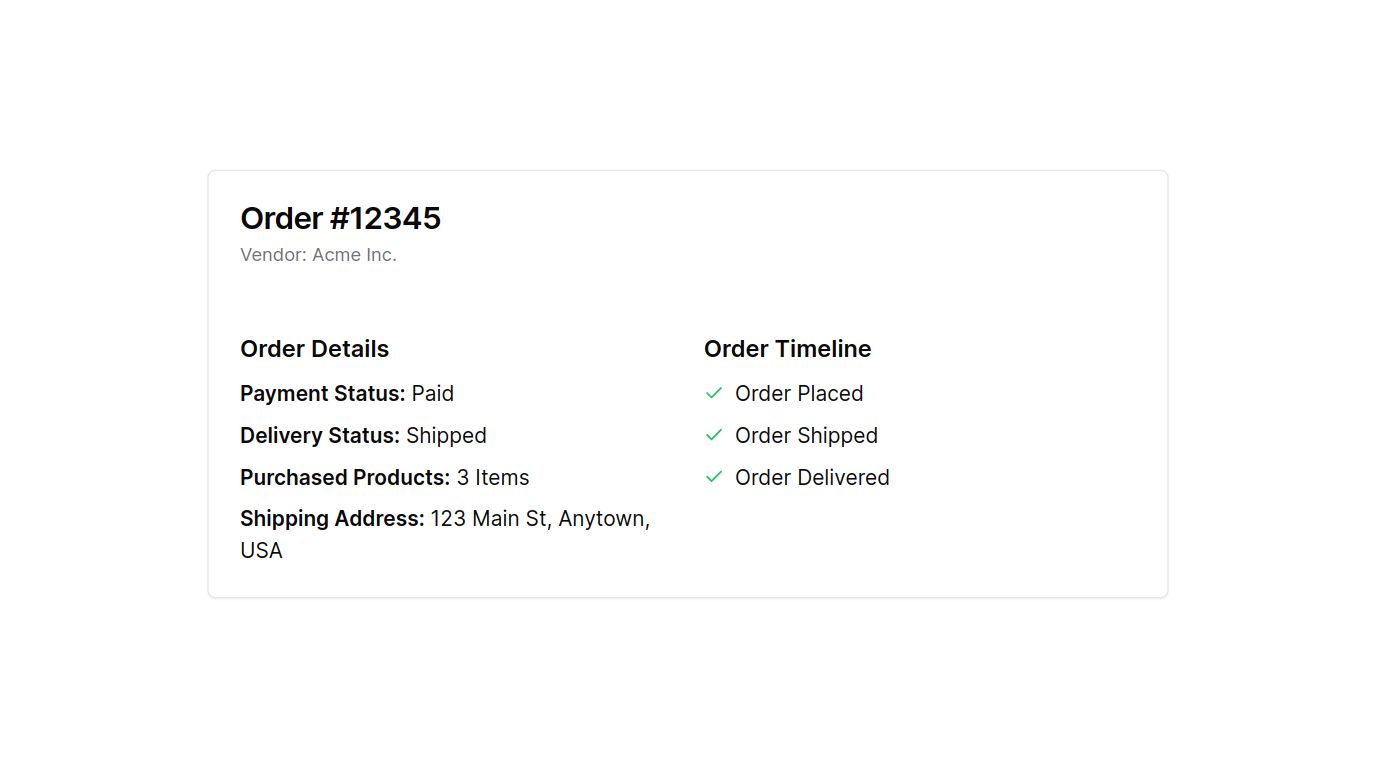 Order #12345
Vendor: Acme Inc.
Order Details
Payment Status: Paid
Delivery Status: Shipped
Purchased Products: 3 Items
Shipping Address: 123 Main St, Anytown,
USA
Order Timeline
Order Placed
Order Shipped
Order Delivered